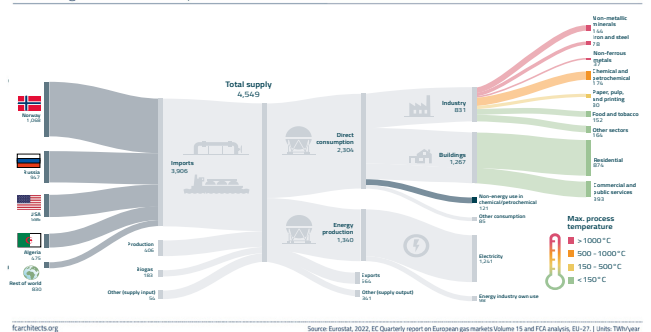 Norway
1,068
Russia
947
USA
Algeria
475
Rest of world
830
Imports
3,906
Production
406
Biogas
183
Other (supply input)
54
Total supply
4,549
Direct
consumption
2,304
Energy
production
1,340
Exports
564
Other (supply output)
341
Industry
831
Buildings
1,267
Non-energy use in
chemical/petrochemical
121
Other consumption
85
Electricity
1,241
Energy industry own use
Non-metallic
minerals
144
Iron and steel
78
Non-ferrous
metals
37
Chemical and
petrochemical
Paper, pulp,
and printing
Food and tobacco
152
Other sectors
164
Residential
874
Commercial and
public services
393
Max. process
temperature
>1000°C
500 -1000°C
150 - 500°C
<150°C
fcarchitects.org
Source: Eurostat, 2022, EC Quarterly report on European gas markets Volume 15 and FCA analysis, EU-27. | Units: TWh/year